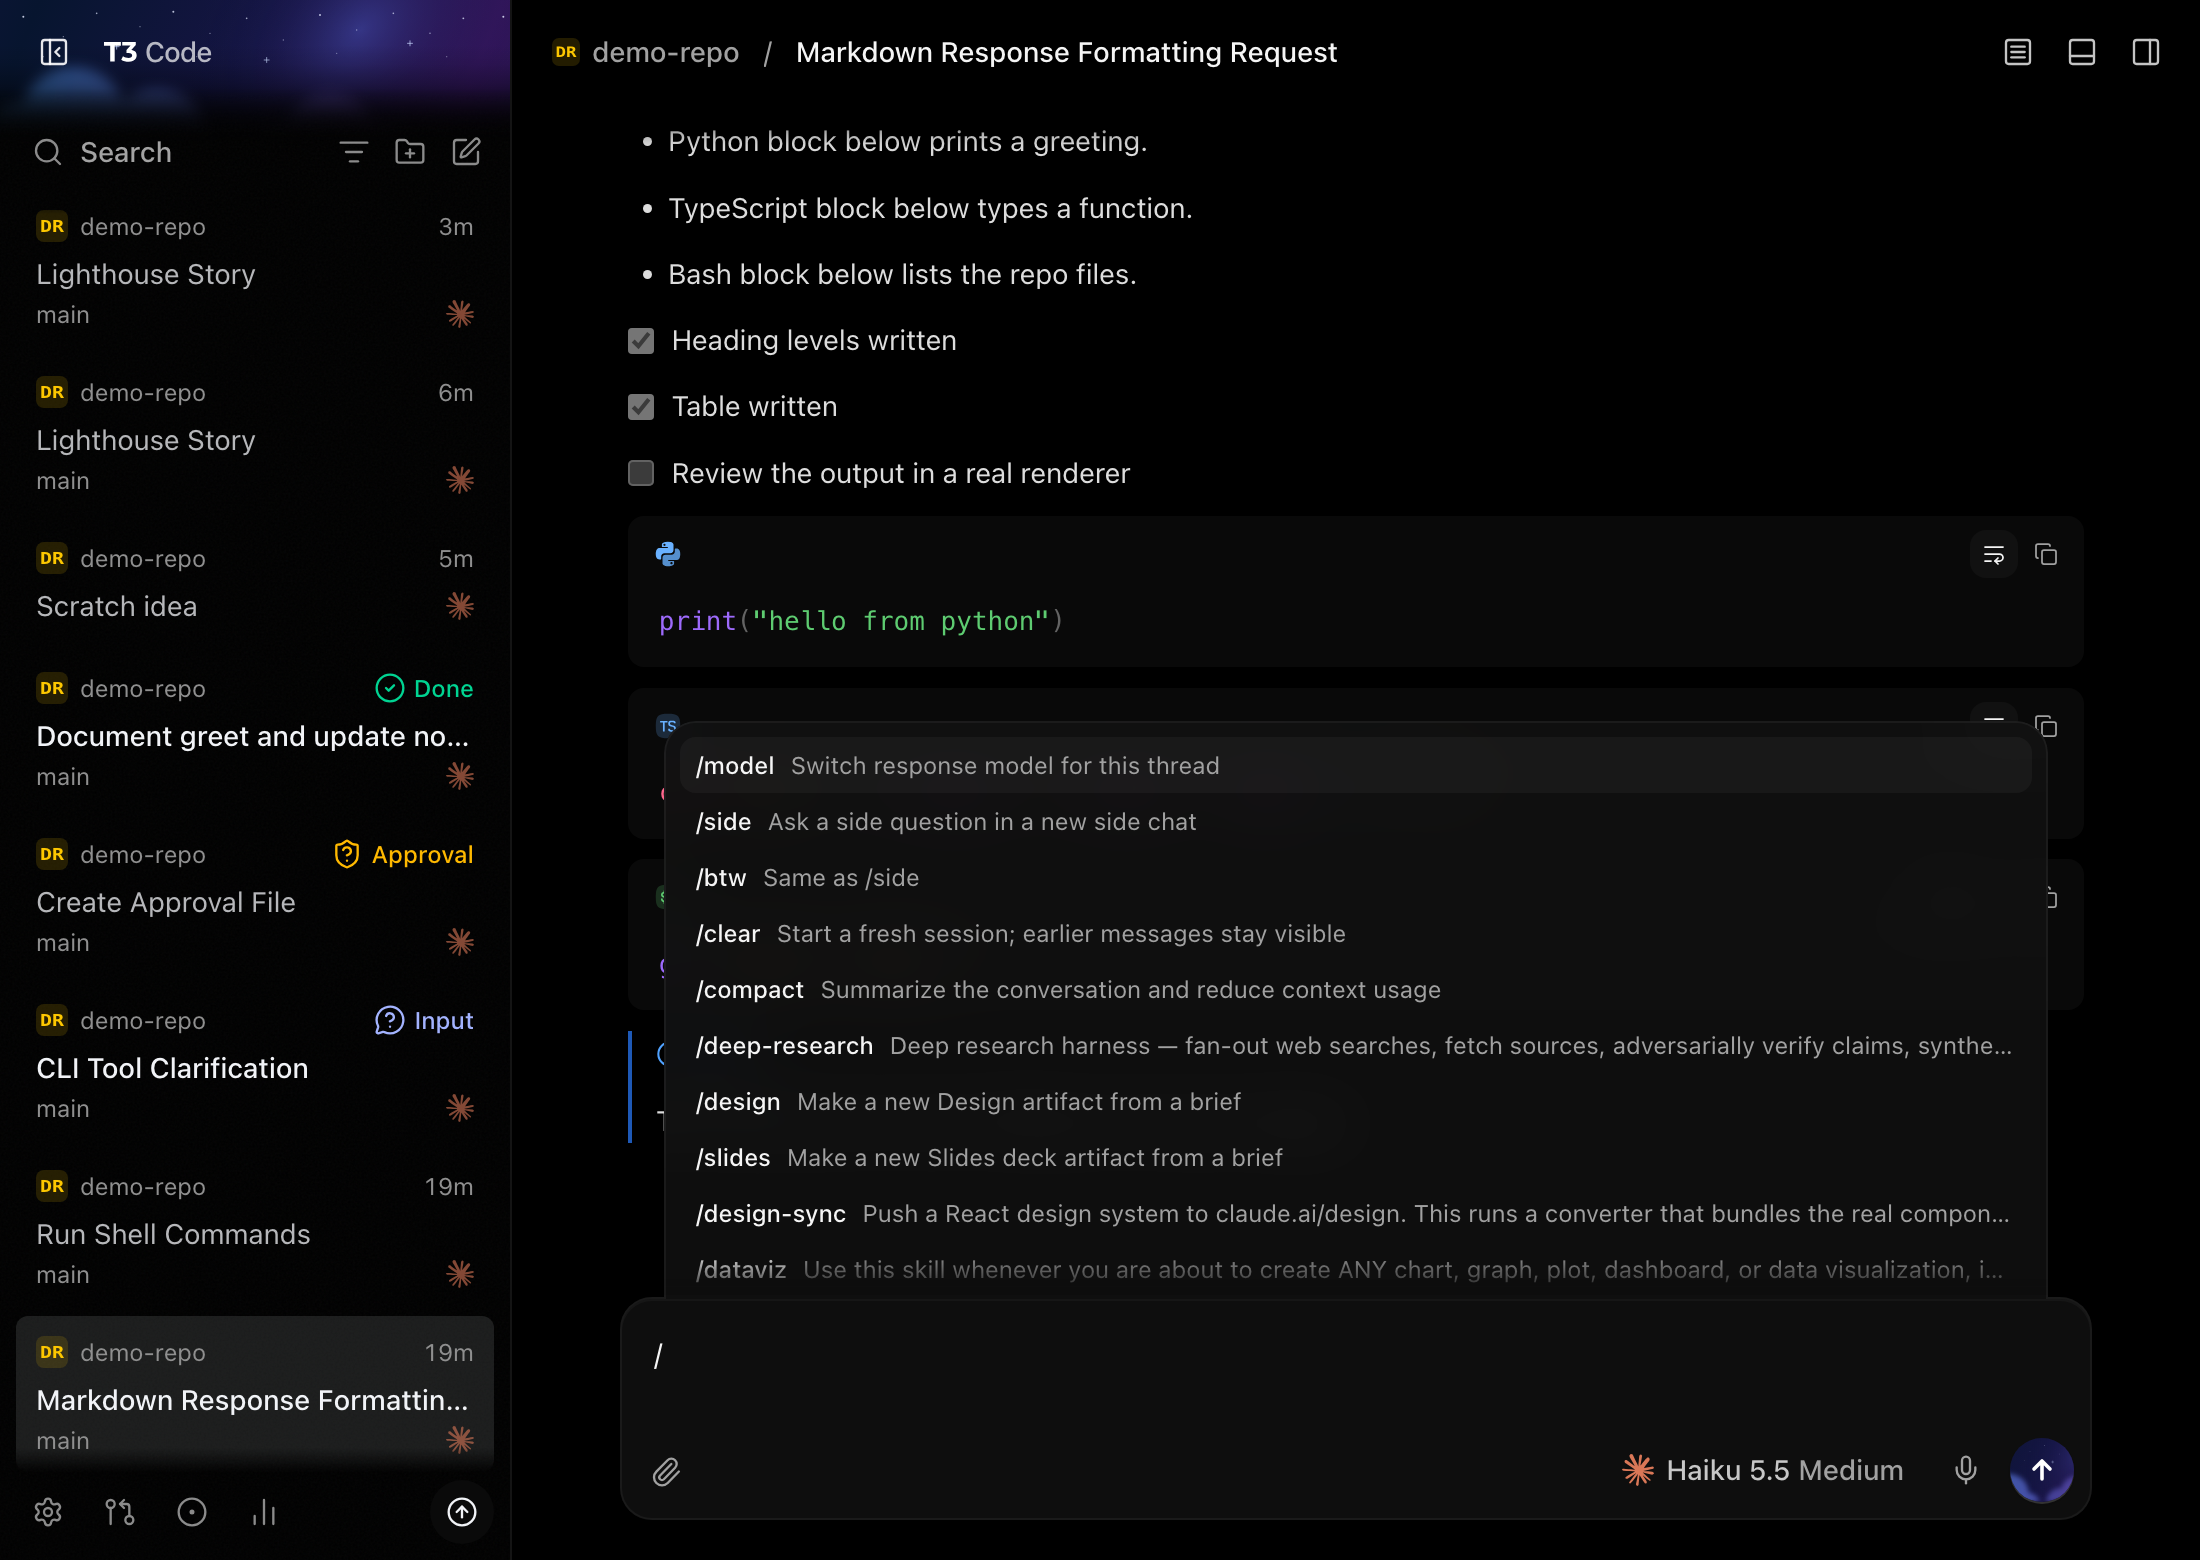 T3 Code
Search
DR demo-repo 3m
Lighthouse Story
main
DR demo-repo 6m
Lighthouse Story
main
DR demo-repo 5m
Scratch idea
DR demo-repo Done
Document greet and update no...
main
DR demo-repo Approval
Create Approval File
main
DR demo-repo Input
CLI Tool Clarification
main
DR demo-repo 19m
Run Shell Commands
main
DR demo-repo 19m
Markdown Response Formattin...
main
DR demo-repo / Markdown Response Formatting Request
• Python block below prints a greeting.
• TypeScript block below types a function.
• Bash block below lists the repo files.
Heading levels written
Table written
Review the output in a real renderer
print("hello from python")
TS
/model Switch response model for this thread
/side Ask a side question in a new side chat
/btw Same as /side
/clear Start a fresh session; earlier messages stay visible
/compact Summarize the conversation and reduce context usage
/deep-research Deep research harness — fan-out web searches, fetch sources, adversarially verify claims, synthe...
/design Make a new Design artifact from a brief
/slides Make a new Slides deck artifact from a brief
/design-sync Push a React design system to claude.ai/design. This runs a converter that bundles the real compon...
/dataviz Use this skill whenever you are about to create ANY chart, graph, plot, dashboard, or data visualization, i...
/
Haiku 5.5 Medium